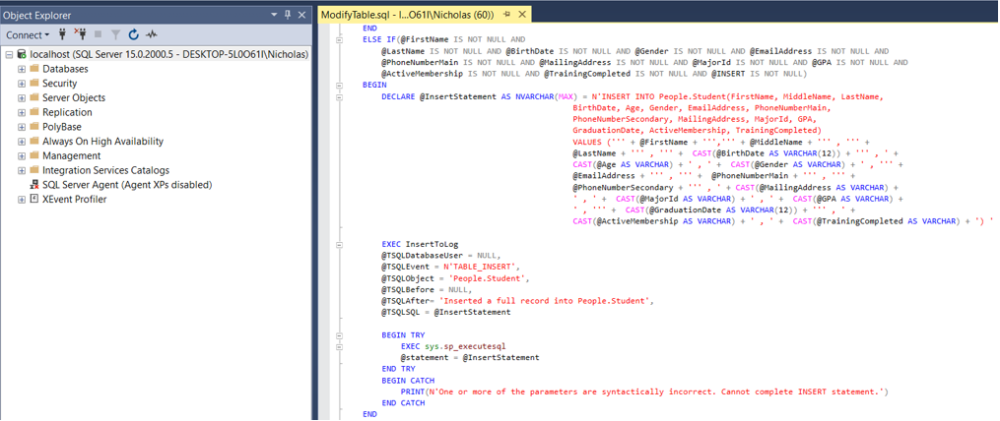 Object Explorer
Connect
localhost (SQL Server 15.0.2000.5 - DESKTOP-5L0O61I\Nicholas)
Databases
Security
Server Objects
Replication
PolyBase
Always On High Availability
Management
Integration Services Catalogs
SQL Server Agent (Agent XPs disabled)
XEvent Profiler
ModifyTable.sql - l...O61I\Nicholas (60))
END
ELSE IF(@FirstName IS NOT NULL AND
@LastName IS NOT NULL AND @BirthDate IS NOT NULL AND @Gender IS NOT NULL AND @EmailAddress IS NOT NULL AND
@PhoneNumberMain IS NOT NULL AND @MailingAddress IS NOT NULL AND @MajorId IS NOT NULL AND @GPA IS NOT NULL AND
@ActiveMembership IS NOT NULL AND @TrainingCompleted IS NOT NULL AND @INSERT IS NOT NULL)
BEGIN
DECLARE @InsertStatement AS NVARCHAR(MAX) = N'INSERT INTO People.Student(FirstName, MiddleName, LastName,
BirthDate, Age, Gender, EmailAddress, PhoneNumberMain,
PhoneNumberSecondary, MailingAddress, MajorId, GPA,
GraduationDate, ActiveMembership, TrainingCompleted)
VALUES (''' + @FirstName + ''',''' + @MiddleName + ''' , ''' +
@LastName + ''' , ''' + CAST(@BirthDate AS VARCHAR(12)) + ''' , ' +
CAST(@Age AS VARCHAR) + ' , ' + CAST(@Gender AS VARCHAR) + ' , ''' +
@EmailAddress + ''' , ''' + @PhoneNumberMain + ''' , ''' +
@PhoneNumberSecondary + ''' , ' + CAST(@MailingAddress AS VARCHAR) +
' , ' + CAST(@MajorId AS VARCHAR) + ' , ' + CAST(@GPA AS VARCHAR) +
' , ''' + CAST(@GraduationDate AS VARCHAR(12)) + ''' , ' +
CAST(@ActiveMembership AS VARCHAR) + ' , ' + CAST(@TrainingCompleted AS VARCHAR) + ') '
EXEC InsertToLog
@TSQLDatabaseUser = NULL,
@TSQLEvent = N'TABLE_INSERT',
@TSQLObject = 'People.Student',
@TSQLBefore = NULL,
@TSQLAfter= 'Inserted a full record into People.Student',
@TSQLSQL = @InsertStatement
BEGIN TRY
EXEC sys.sp_executesql
@statement = @InsertStatement
END TRY
BEGIN CATCH
PRINT(N'One or more of the parameters are syntactically incorrect. Cannot complete INSERT statement.')
END CATCH
END